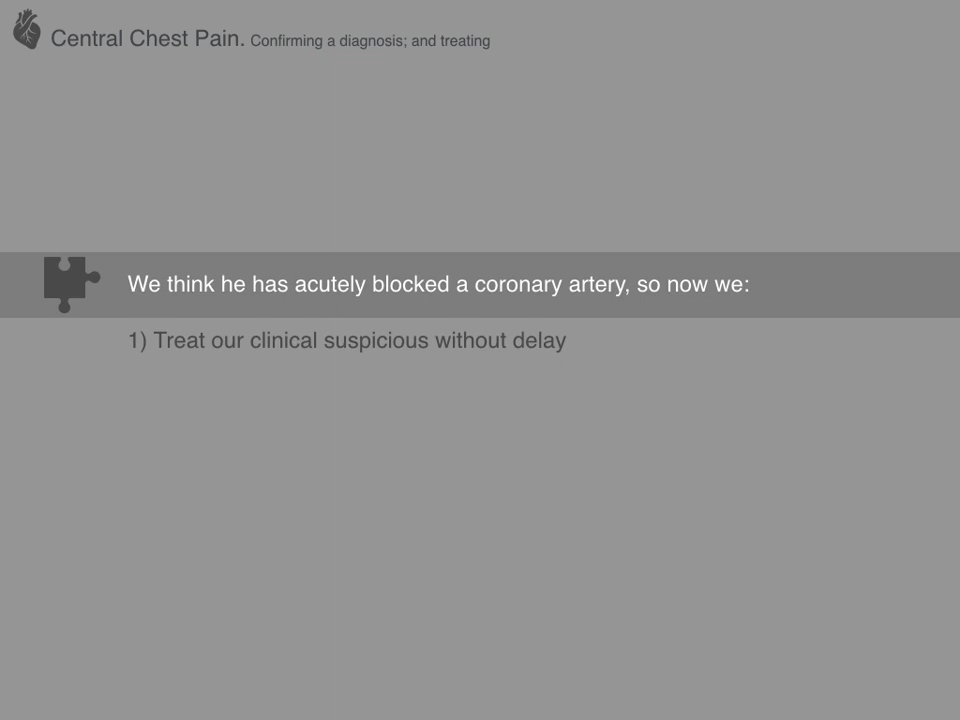 Central Chest Pain. Confirming a diagnosis; and treating
We think he has acutely blocked a coronary artery, so now we:
1) Treat our clinical suspicious without delay